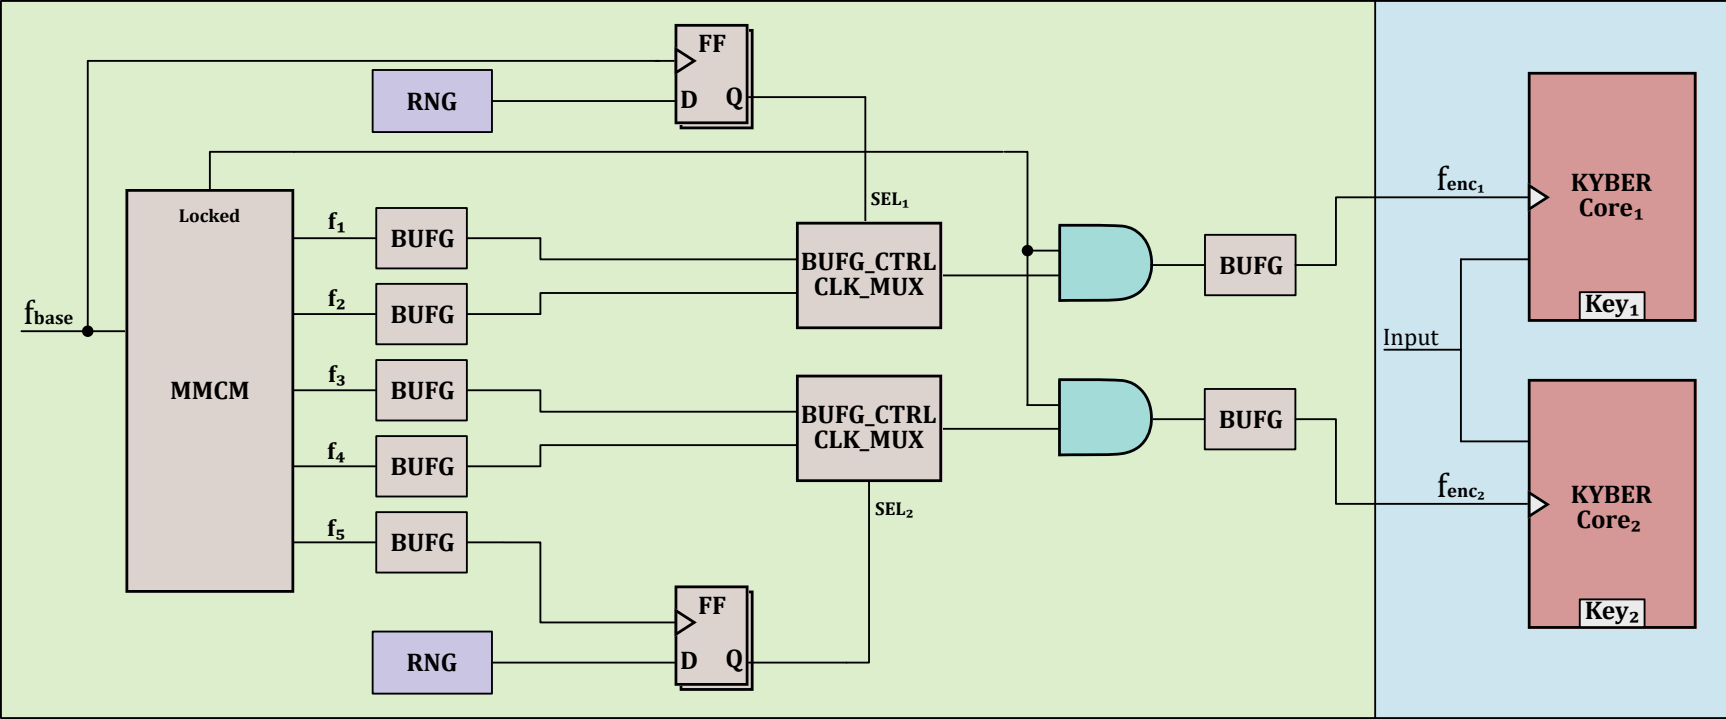 FF
D
Q
RNG
Locked
MMCM
f₁
BUFG
f₂
BUFG
f₃
BUFG
f₄
BUFG
f₅
BUFG
fbase
SEL₁
BUFG_CTRL
CLK_MUX
BUFG_CTRL
CLK_MUX
SEL₂
FF
D
Q
RNG
BUFG
BUFG
fenc₁
fenc₂
Input
KYBER
Core₁
Key₁
KYBER
Core₂
Key₂